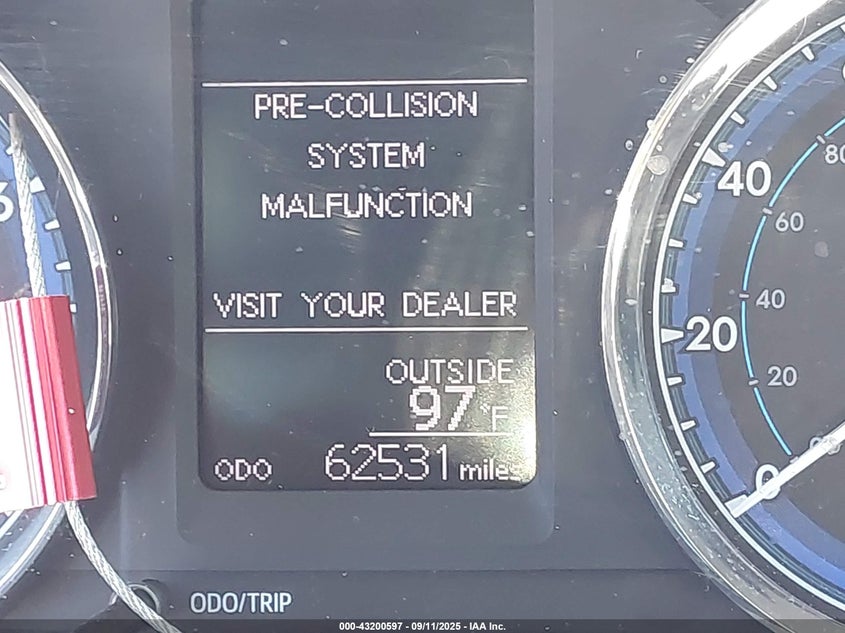 PRE-COLLISION
SYSTEM
MALFUNCTION
VISIT YOUR DEALER
OUTSIDE
97°F
ODO 62531 miles
6
40
20
0
80
60
40
20
ODO/TRIP
000-43200597 - 09/11/2025 - IAA Inc.